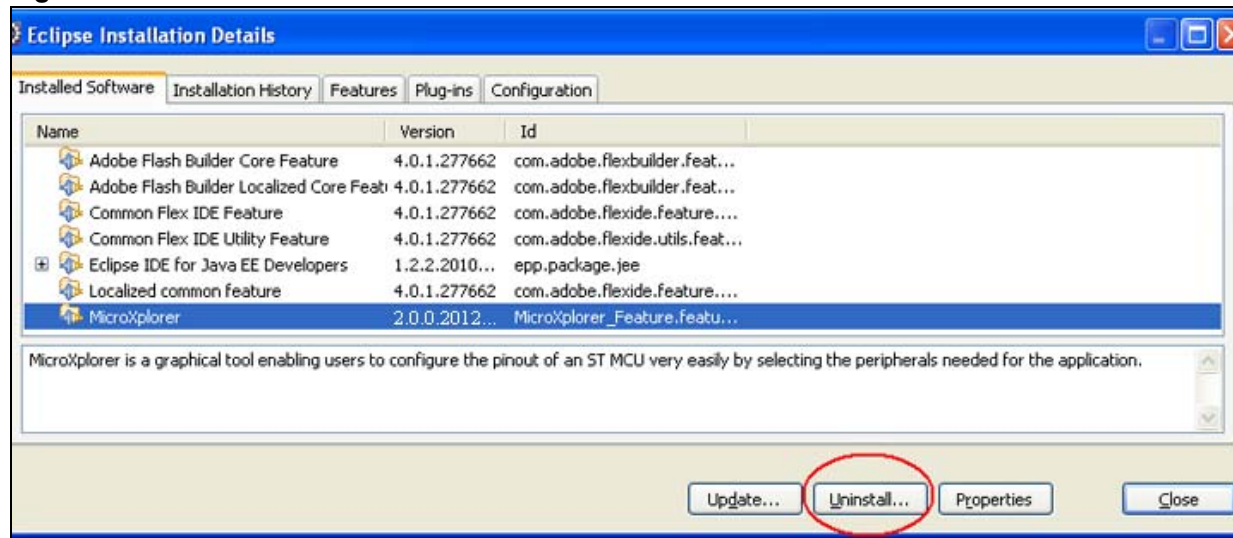 Eclipse Installation Details
Installed Software Installation History Features Plug-ins Configuration
Name Version Id
Adobe Flash Builder Core Feature 4.0.1.277662 com.adobe.flexbuilder.feat...
Adobe Flash Builder Localized Core Feat 4.0.1.277662 com.adobe.flexbuilder.feat...
Common Flex IDE Feature 4.0.1.277662 com.adobe.flexide.feature....
Common Flex IDE Utility Feature 4.0.1.277662 com.adobe.flexide.utils.feat...
Eclipse IDE for Java EE Developers 1.2.2.2010... epp.package.jee
Localized common feature 4.0.1.277662 com.adobe.flexide.feature....
MicroXplorer 2.0.0.2012... MicroXplorer_Feature.featu...
MicroXplorer is a graphical tool enabling users to configure the pinout of an ST MCU very easily by selecting the peripherals needed for the application.
Update... Uninstall... Properties Close